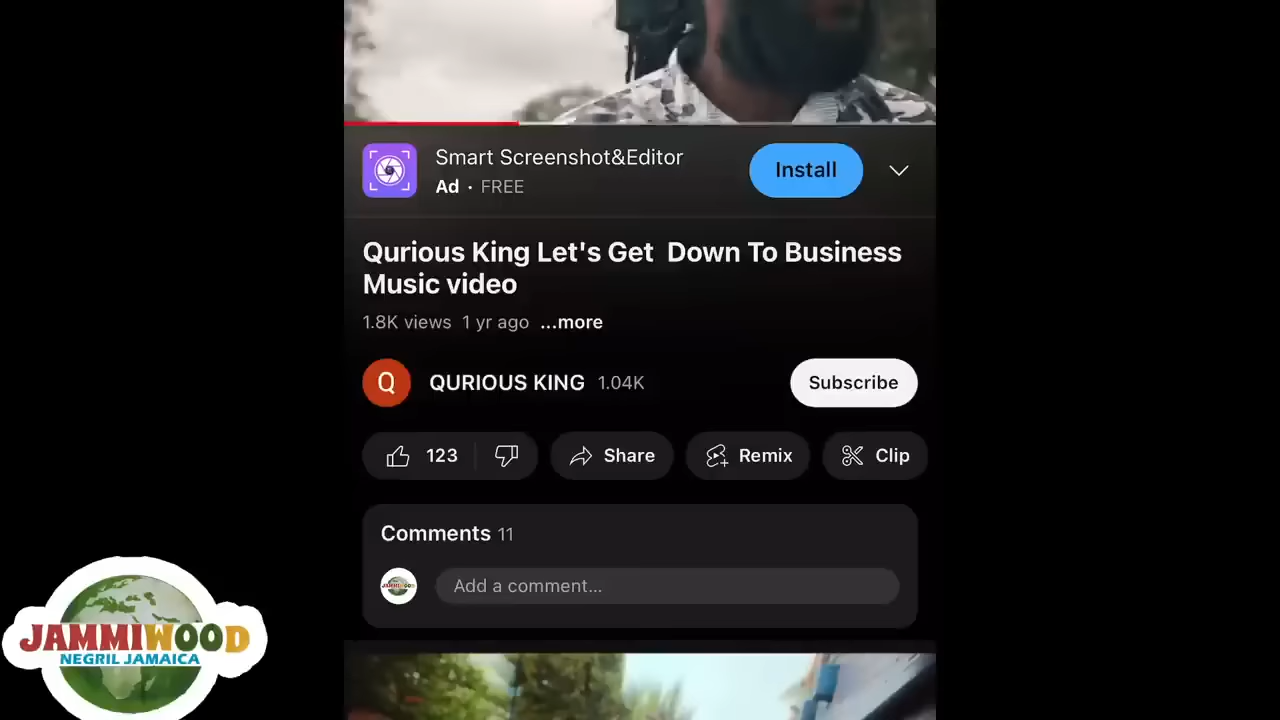 Smart Screenshot&Editor
Ad · FREE
Install
Qurious King Let's Get  Down To Business
Music video
1.8K views 1 yr ago ...more
Q
QURIOUS KING 1.04K
Subscribe
123
Share
Remix
Clip
Comments 11
JAMMIWOOD
Add a comment...
JAMMIWOOD
NEGRIL JAMAICA